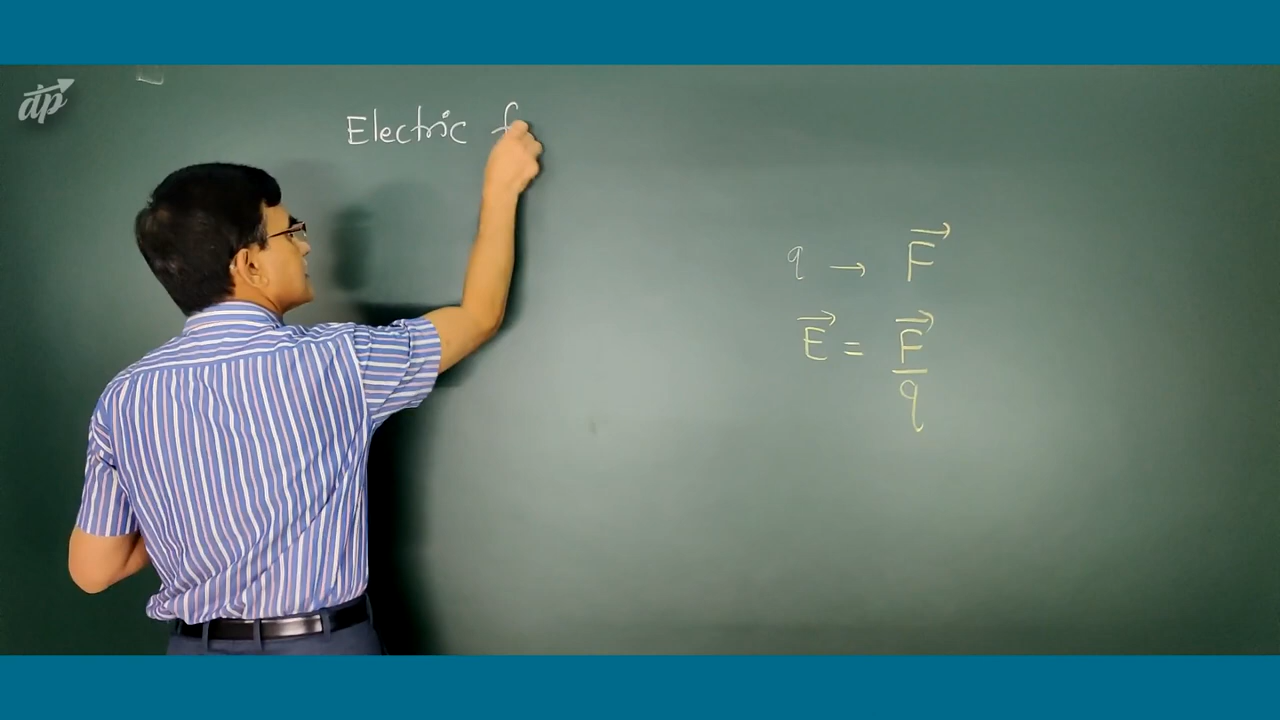 dp
Electric f
q → F⃗
E⃗ = F⃗/q